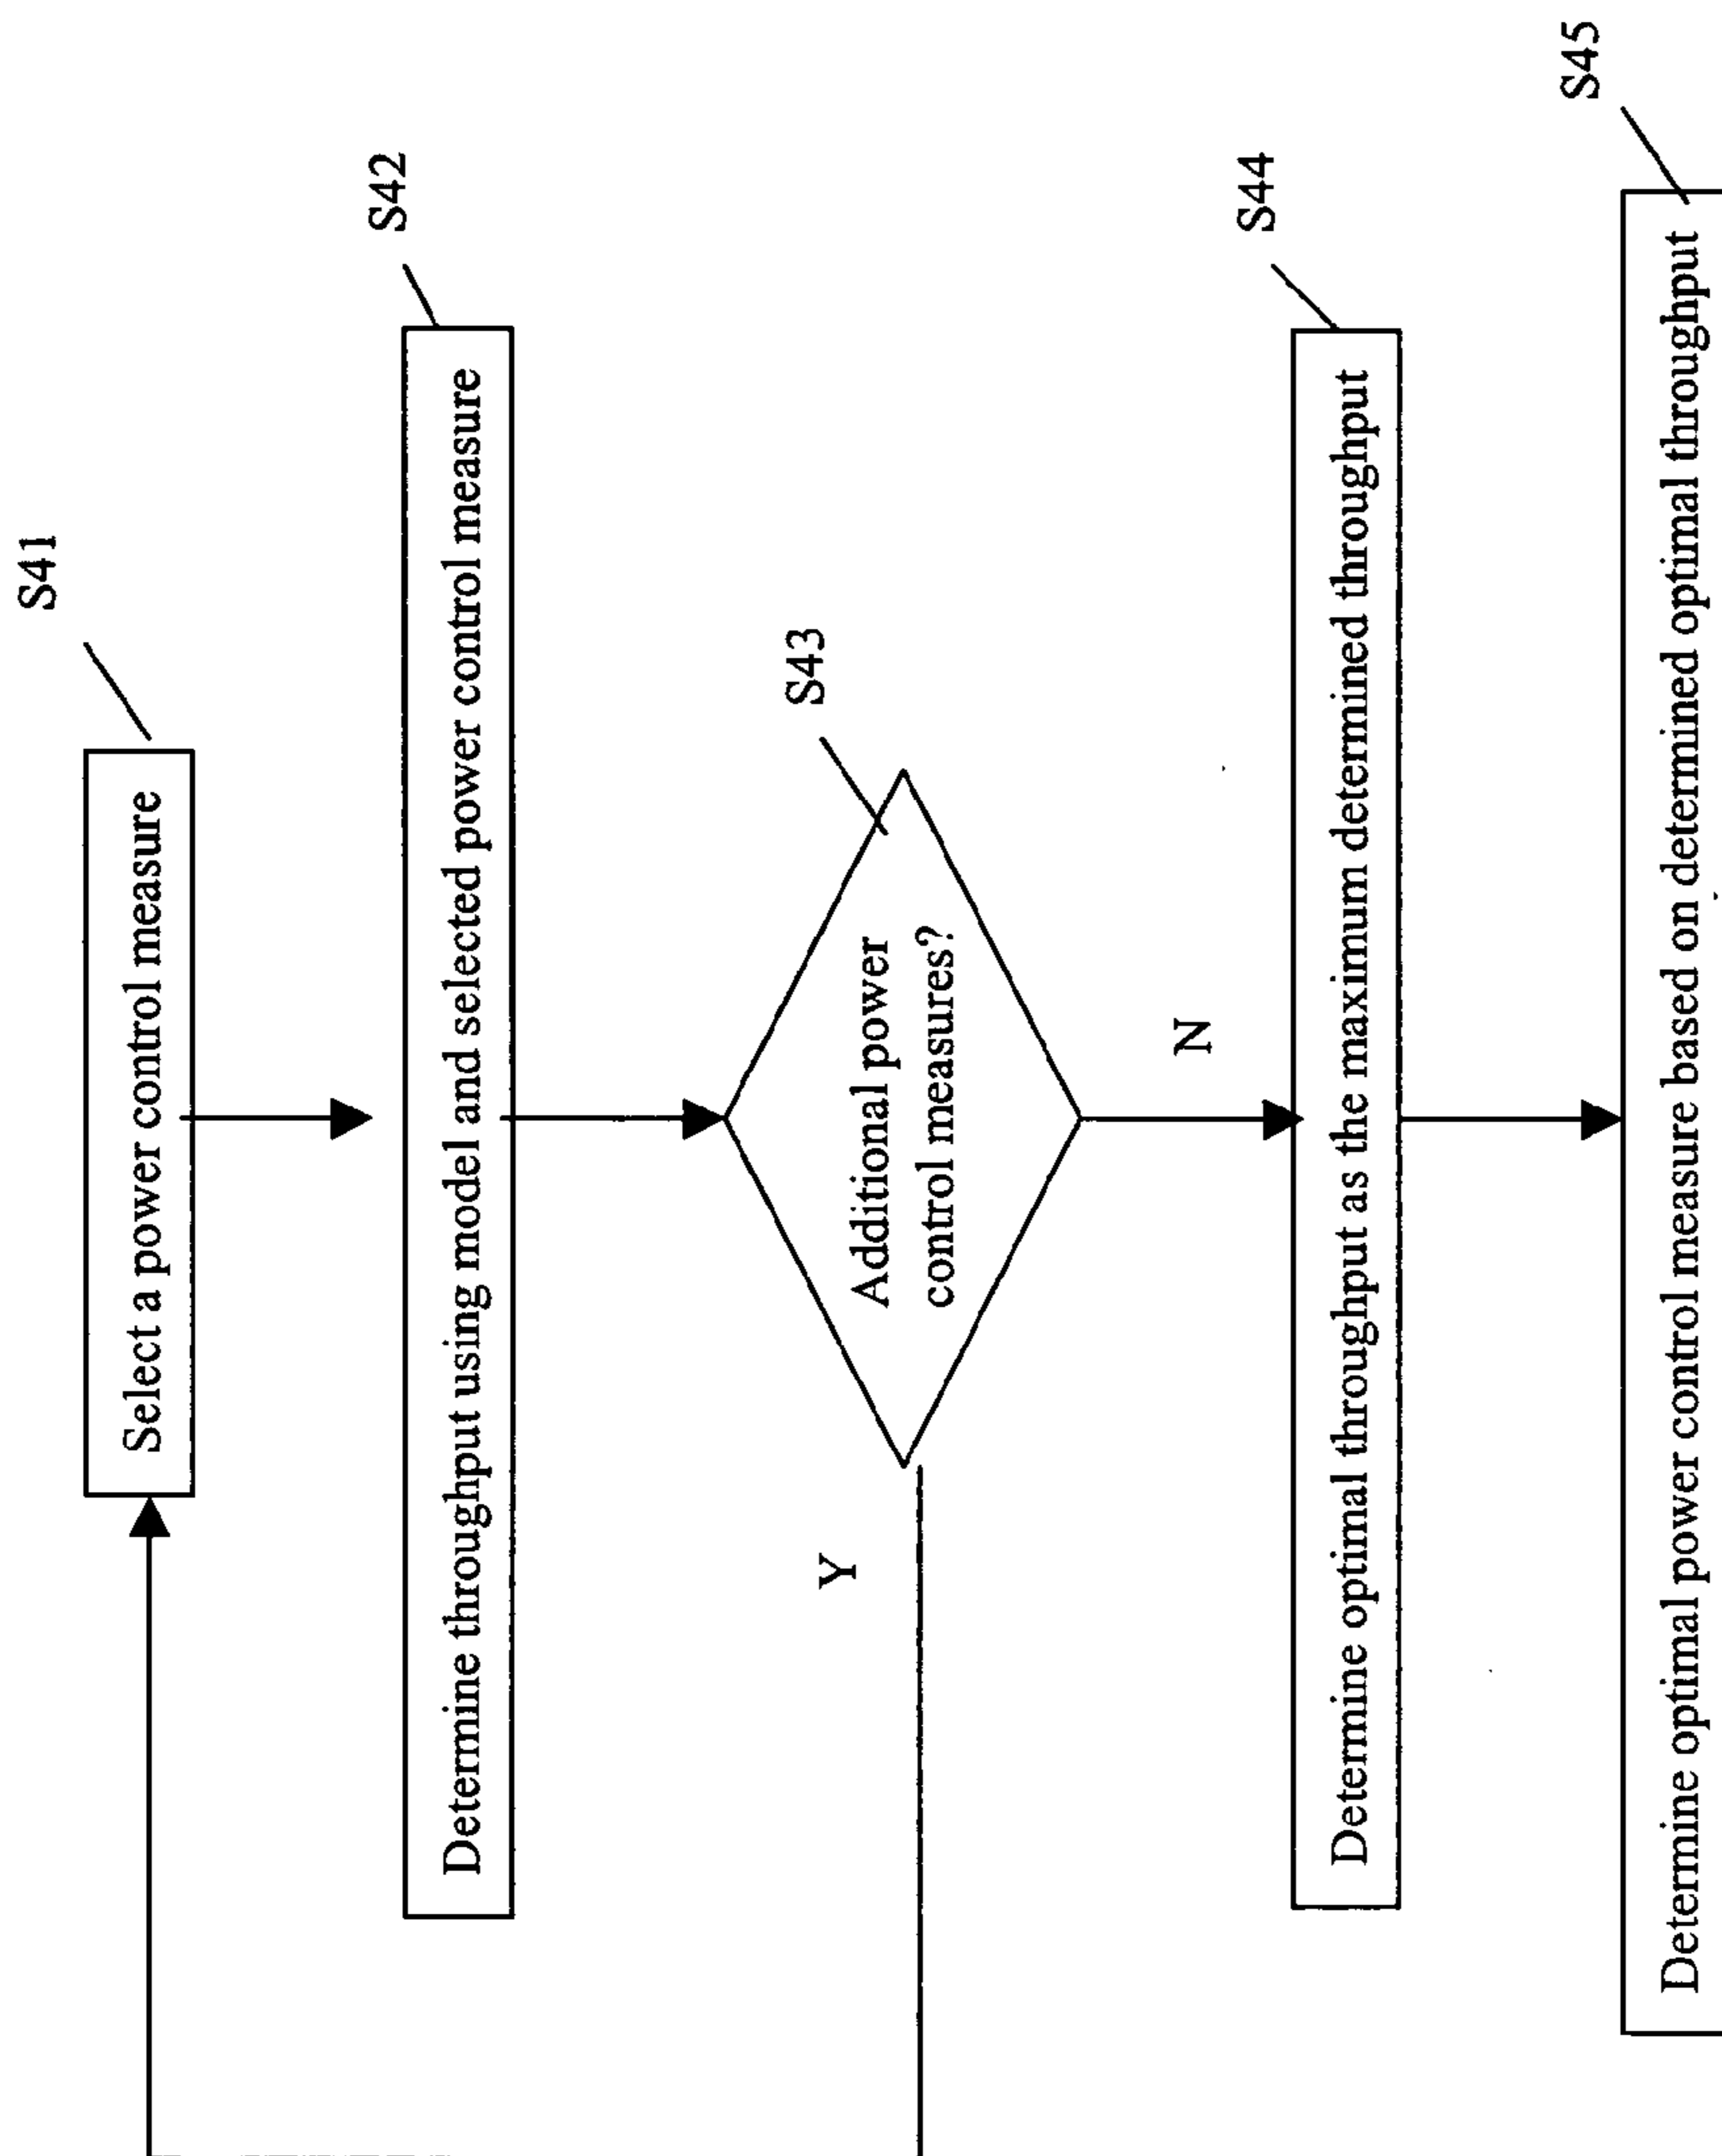 S41
Select a power control measure
S42
Determine throughput using model and selected power control measure
S43
Additional power
control measures?
Y
N
S44
Determine optimal throughput as the maximum determined throughput
S45
Determine optimal power control measure based on determined optimal throughput